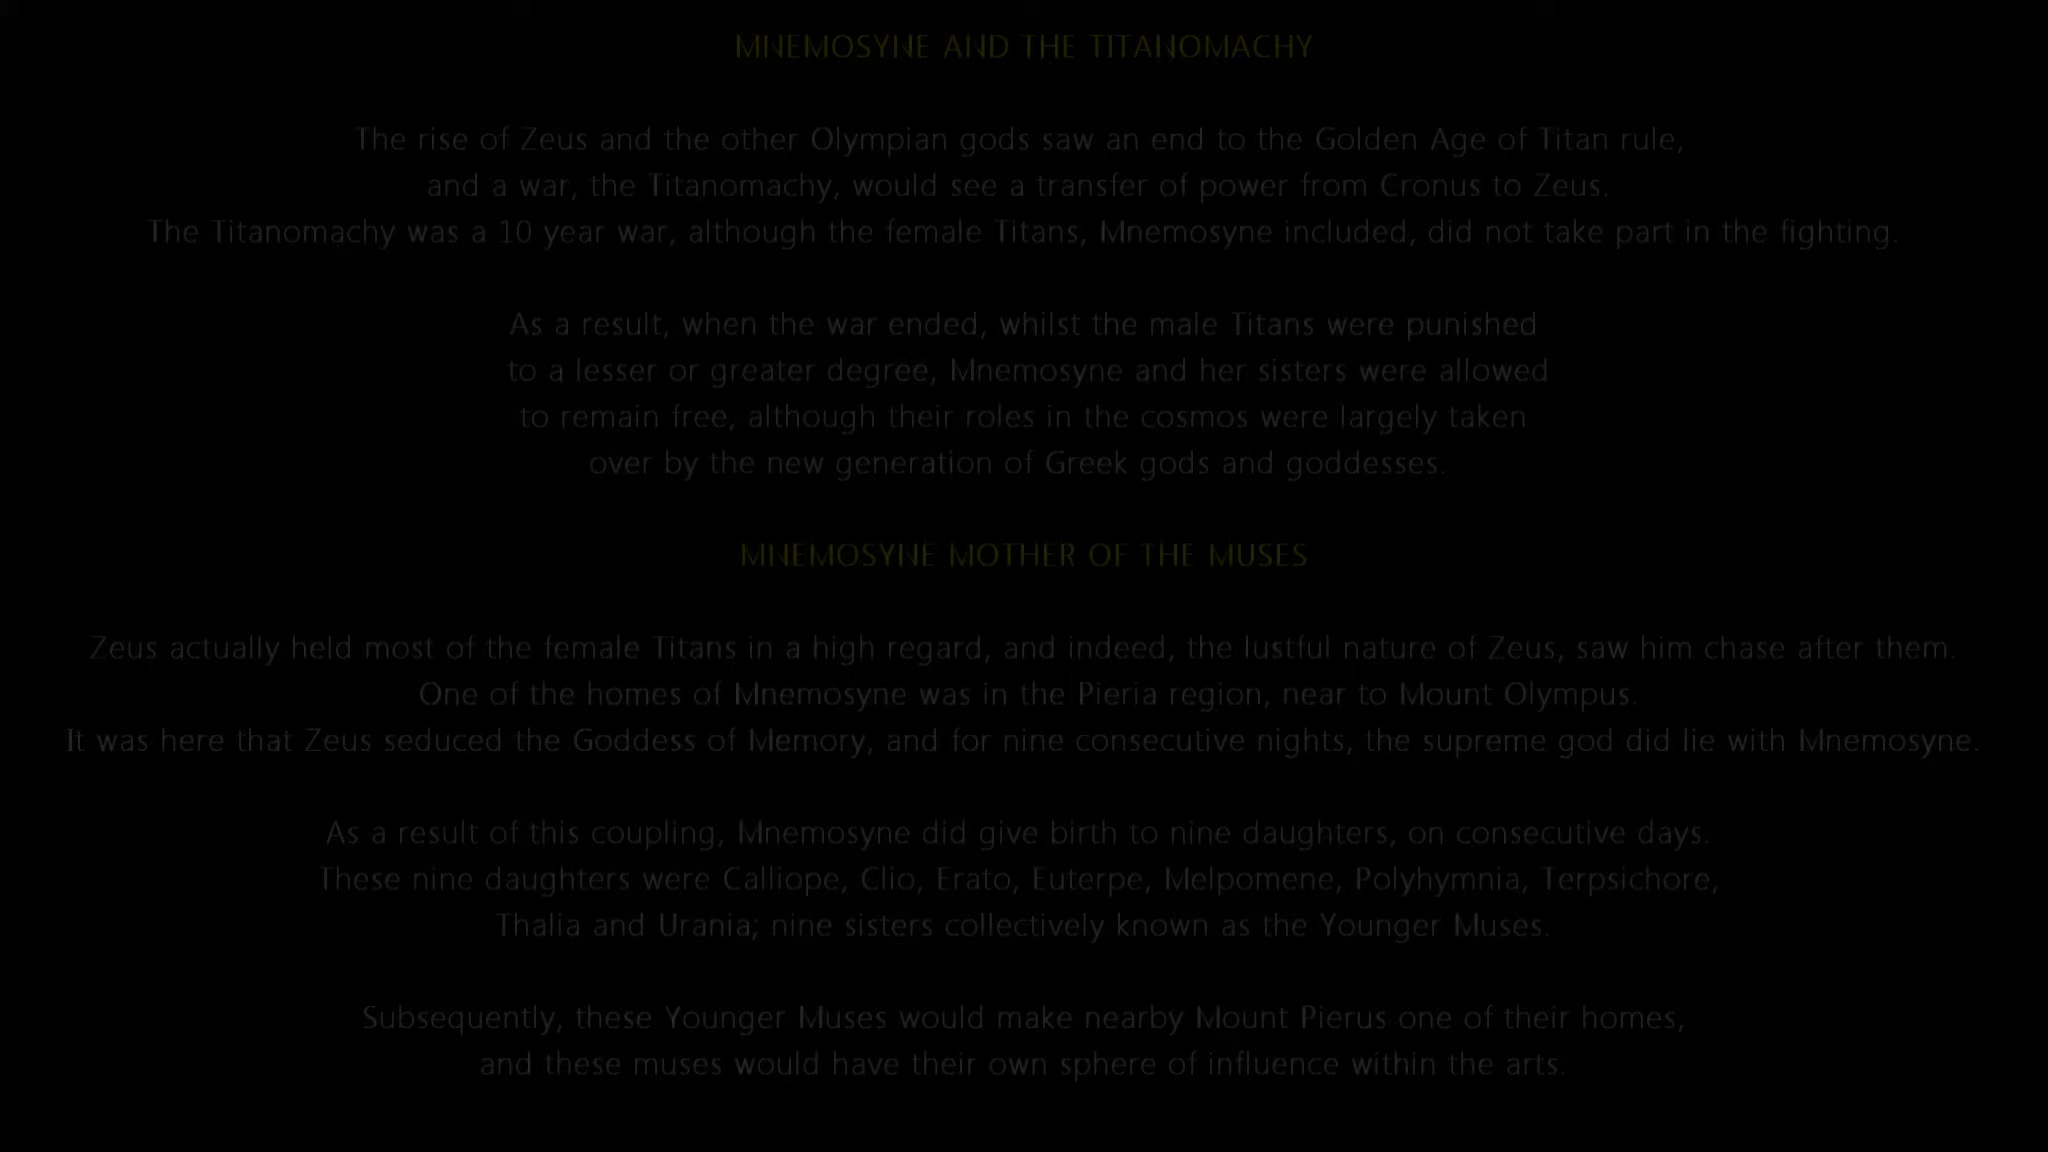 MNEMOSYNE AND THE TITANOMACHY
The rise of Zeus and the other Olympian gods saw an end to the Golden Age of Titan rule,
and a war, the Titanomachy, would see a transfer of power from Cronus to Zeus.
The Titanomachy was a 10 year war, although the female Titans, Mnemosyne included, did not take part in the fighting.
As a result, when the war ended, whilst the male Titans were punished
to a lesser or greater degree, Mnemosyne and her sisters were allowed
to remain free, although their roles in the cosmos were largely taken
over by the new generation of Greek gods and goddesses.
MNEMOSYNE MOTHER OF THE MUSES
Zeus actually held most of the female Titans in a high regard, and indeed, the lustful nature of Zeus, saw him chase after them.
One of the homes of Mnemosyne was in the Pieria region, near to Mount Olympus.
It was here that Zeus seduced the Goddess of Memory, and for nine consecutive nights, the supreme god did lie with Mnemosyne.
As a result of this coupling, Mnemosyne did give birth to nine daughters, on consecutive days.
These nine daughters were Calliope, Clio, Erato, Euterpe, Melpomene, Polyhymnia, Terpsichore,
Thalia and Urania; nine sisters collectively known as the Younger Muses.
Subsequently, these Younger Muses would make nearby Mount Pierus one of their homes,
and these muses would have their own sphere of influence within the arts.